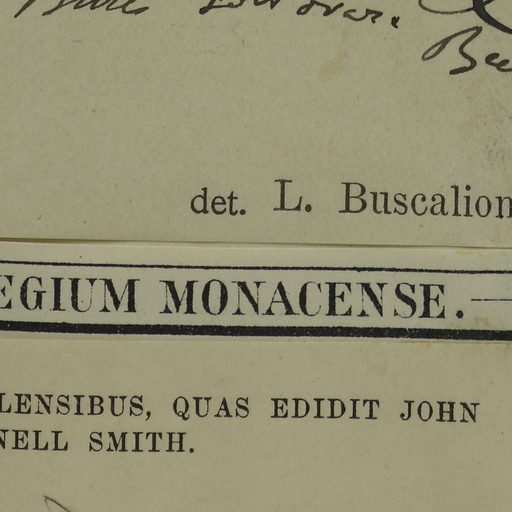 det. L. Buscalion
EGIUM MONACENSE.
LENSIBUS, QUAS EDIDIT JOHN
NELL SMITH.